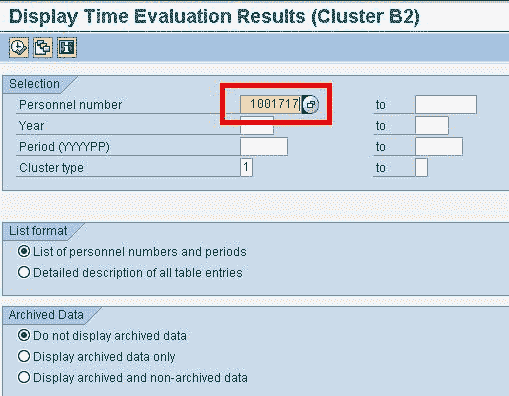 Display Time Evaluation Results (Cluster B2)
Selection
Personnel number 1001717 to
Year to
Period (YYYYPP) to
Cluster type 1 to
List format
List of personnel numbers and periods
Detailed description of all table entries
Archived Data
Do not display archived data
Display archived data only
Display archived and non-archived data